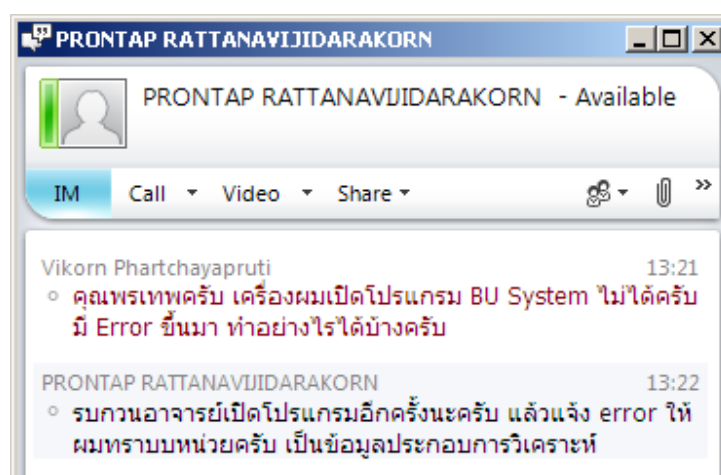 PRONTAP RATTANAVIJIDARAKORN
PRONTAP RATTANAVIJIDARAKORN - Available
IM Call Video Share
Vikorn Phartchayapruti 13:21
คุณพรเทพครับ เครื่องผมเปิดโปรแกรม BU System ไม่ได้ครับ
มี Error ขึ้นมา ทำอย่างไรได้บ้างครับ
PRONTAP RATTANAVIJIDARAKORN 13:22
รบกวนอาจารย์เปิดโปรแกรมอีกครั้งนะครับ แล้วแจ้ง error ให้
ผมทราบบหน่วยครับ เป็นข้อมูลประกอบการวิเคราะห์